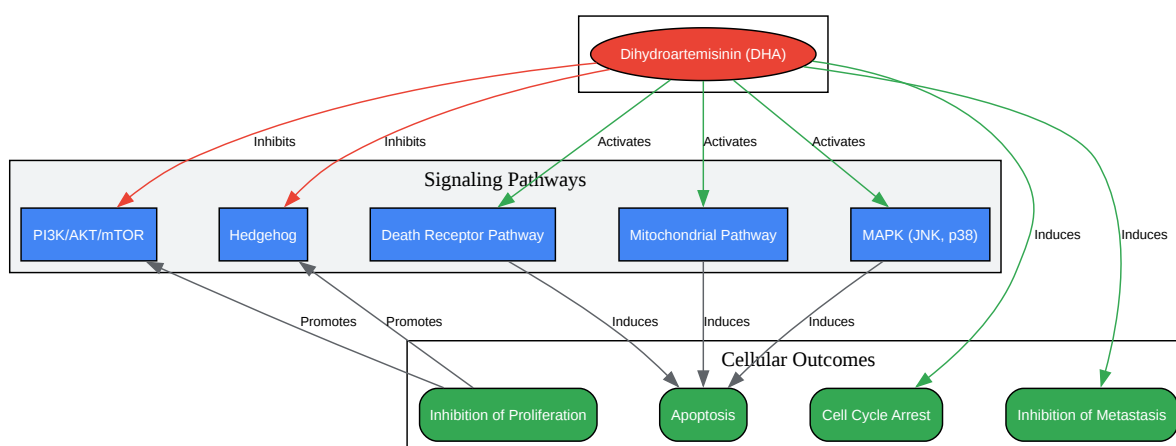 Dihydroartemisinin (DHA)
Inhibits
Inhibits
Activates
Activates
Activates
Signaling Pathways
PI3K/AKT/mTOR
Hedgehog
Death Receptor Pathway
Mitochondrial Pathway
MAPK (JNK, p38)
Induces
Induces
Promotes
Promotes
Induces
Induces
Induces
Cellular Outcomes
Inhibition of Proliferation
Apoptosis
Cell Cycle Arrest
Inhibition of Metastasis